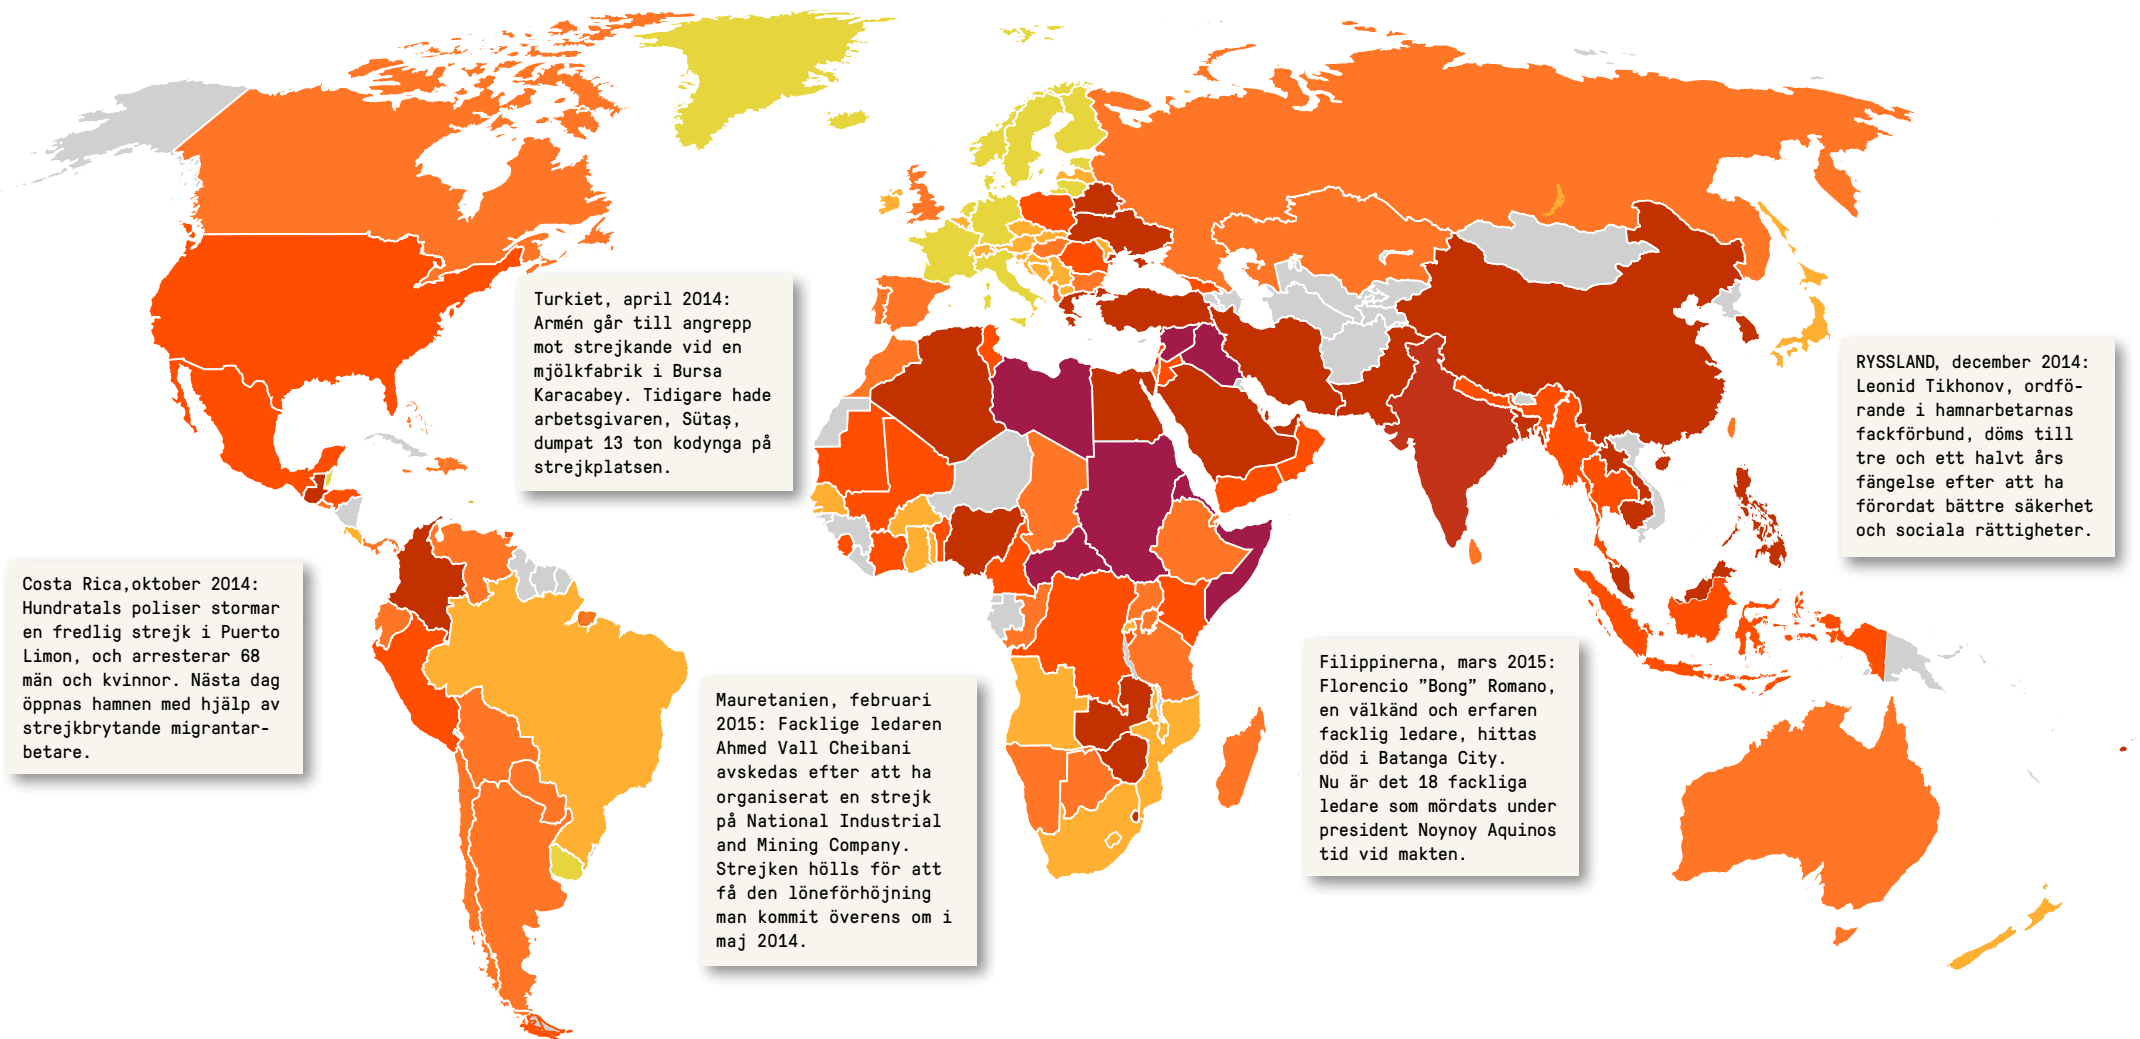 Turkiet, april 2014:
Armén går till angrepp
mot strejkande vid en
mjölkfabrik i Bursa
Karacabey. Tidigare hade
arbetsgivaren, Sütaş,
dumpat 13 ton kodynga på
strejkplatsen.
RYSSLAND, december 2014:
Leonid Tikhonov, ordfö-
rande i hamnarbetarnas
fackförbund, döms till
tre och ett halvt års
fängelse efter att ha
förordat bättre säkerhet
och sociala rättigheter.
Costa Rica,oktober 2014:
Hundratals poliser stormar
en fredlig strejk i Puerto
Limon, och arresterar 68
män och kvinnor. Nästa dag
öppnas hamnen med hjälp av
strejkbrytande migrantar-
betare.
Mauretanien, februari
2015: Facklige ledaren
Ahmed Vall Cheibani
avskedas efter att ha
organiserat en strejk
på National Industrial
and Mining Company.
Strejken hölls för att
få den löneförhöjning
man kommit överens om i
maj 2014.
Filippinerna, mars 2015:
Florencio ”Bong” Romano,
en välkänd och erfaren
facklig ledare, hittas
död i Batanga City.
Nu är det 18 fackliga
ledare som mördats under
president Noynoy Aquinos
tid vid makten.